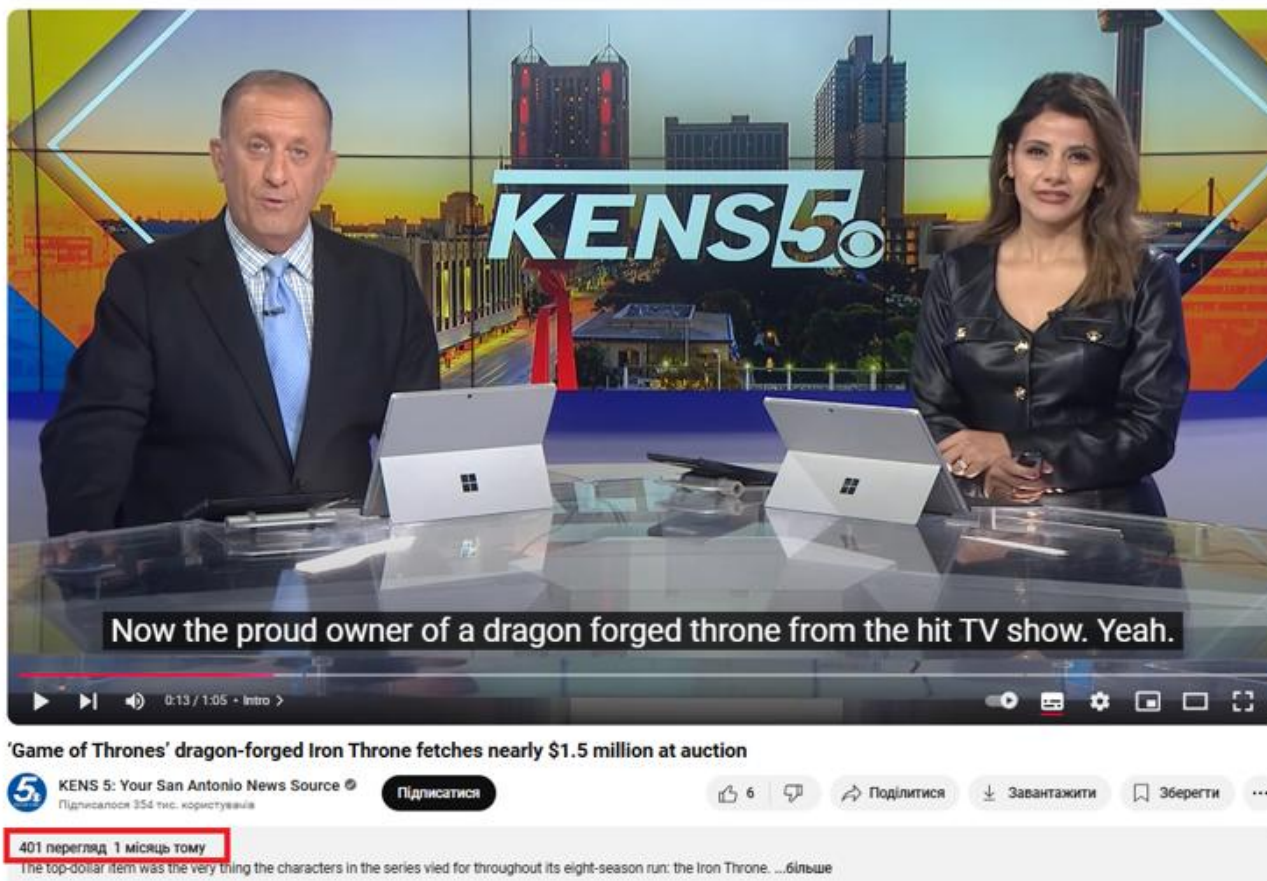 KENS 5
Now the proud owner of a dragon forged throne from the hit TV show. Yeah.
0:13 / 1:05 • Intro >
'Game of Thrones' dragon-forged Iron Throne fetches nearly $1.5 million at auction
5
KENS 5: Your San Antonio News Source
Підписатися
6
Поділитися
Завантажити
Зберегти
...
Підписалося 354 тис. користувачів
401 перегляд 1 місяць тому
The top-dollar item was the very thing the characters in the series vied for throughout its eight-season run: the Iron Throne. ...більше